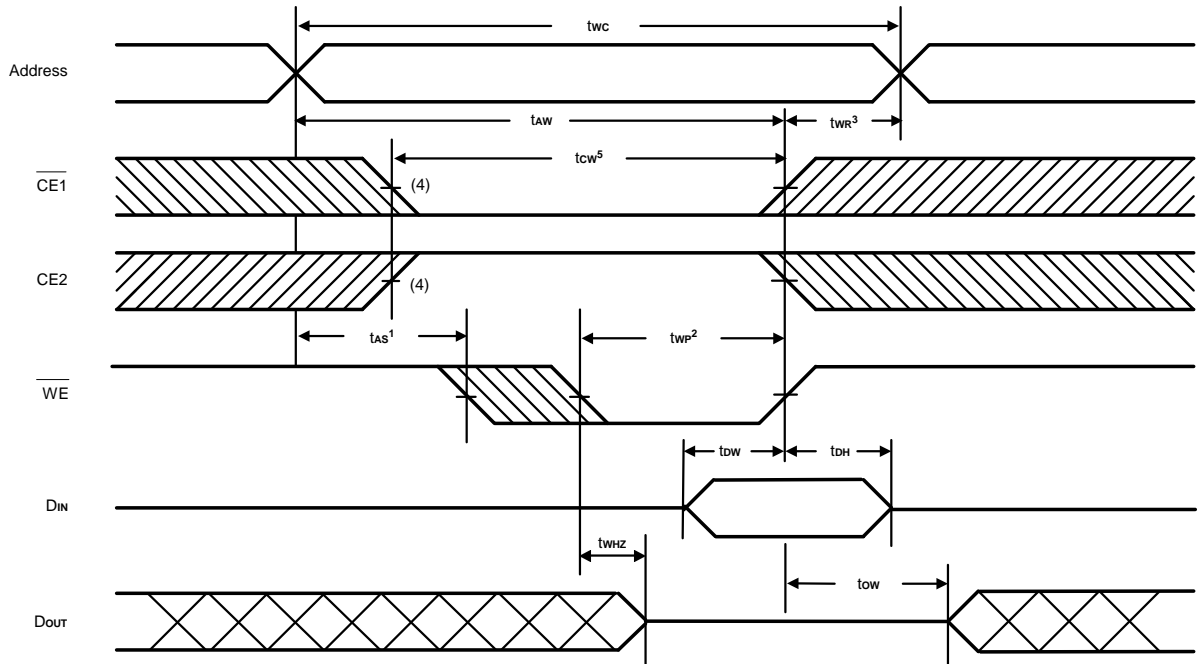 tWC
Address
tAW
tWR3
tCW5
CE1
(4)
CE2
(4)
tAS1
tWP2
WE
tDW
tDH
DIN
tWHZ
tOW
DOUT